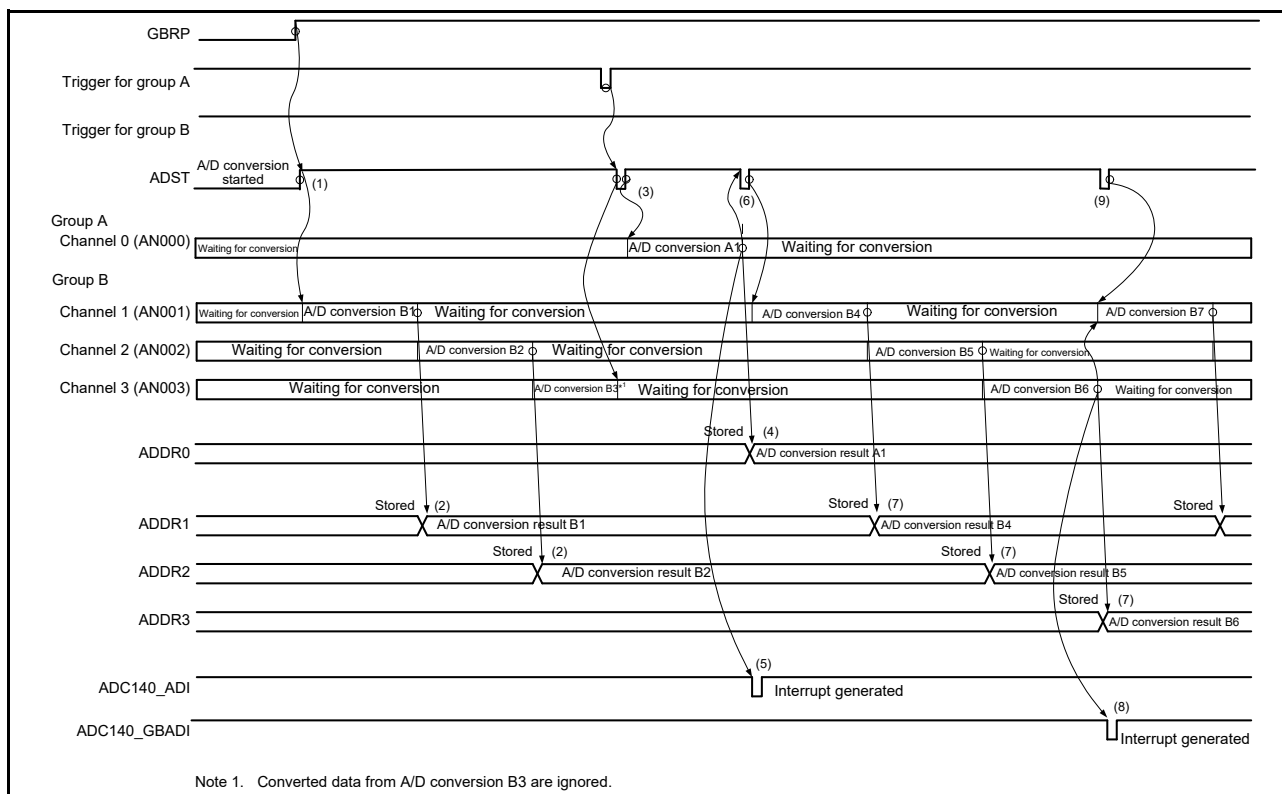 GBRP
Trigger for group A
Trigger for group B
A/D conversion
started
ADST
(1)
(3)
(6)
(9)
Group A
Channel 0 (AN000)
Waiting for conversion
A/D conversion A1
Waiting for conversion
Group B
Channel 1 (AN001)
Waiting for conversion
A/D conversion B1
Waiting for conversion
A/D conversion B4
Waiting for conversion
A/D conversion B7
Channel 2 (AN002)
Waiting for conversion
A/D conversion B2
Waiting for conversion
A/D conversion B5
Waiting for conversion
Channel 3 (AN003)
Waiting for conversion
A/D conversion B3*1
Waiting for conversion
A/D conversion B6
Waiting for conversion
Stored (4)
ADDR0
A/D conversion result A1
Stored (2)
Stored (7)
Stored
ADDR1
A/D conversion result B1
A/D conversion result B4
Stored (2)
Stored (7)
ADDR2
A/D conversion result B2
A/D conversion result B5
Stored (7)
ADDR3
A/D conversion result B6
(5)
ADC140_ADI
Interrupt generated
(8)
ADC140_GBADI
Interrupt generated
Note 1. Converted data from A/D conversion B3 are ignored.